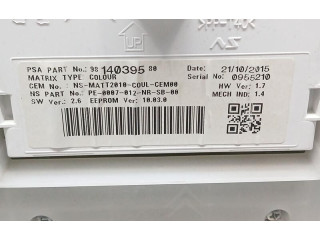 PSA Part No.: 98 140395 80
MATRIX TYPE COLOUR
CEM No.: NS-MATT2010-COUL-CEM00
NS PART No.: PE-0007-012-NR-SB-00
SW Ver.: 2.6 EEPROM Ver: 10.03.0
Date: 21/10/2015
Serial No: 0955210
HW Ver.: 1.7
MECH IND: 1.4